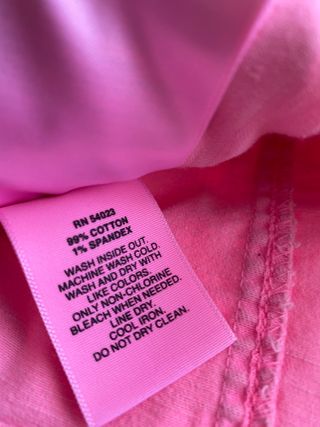 RN 54023
99% COTTON
1% SPANDEX
WASH INSIDE OUT.
MACHINE WASH COLD.
WASH AND DRY WITH
LIKE COLORS.
ONLY NON-CHLORINE
BLEACH WHEN NEEDED.
LINE DRY.
COOL IRON.
DO NOT DRY CLEAN.